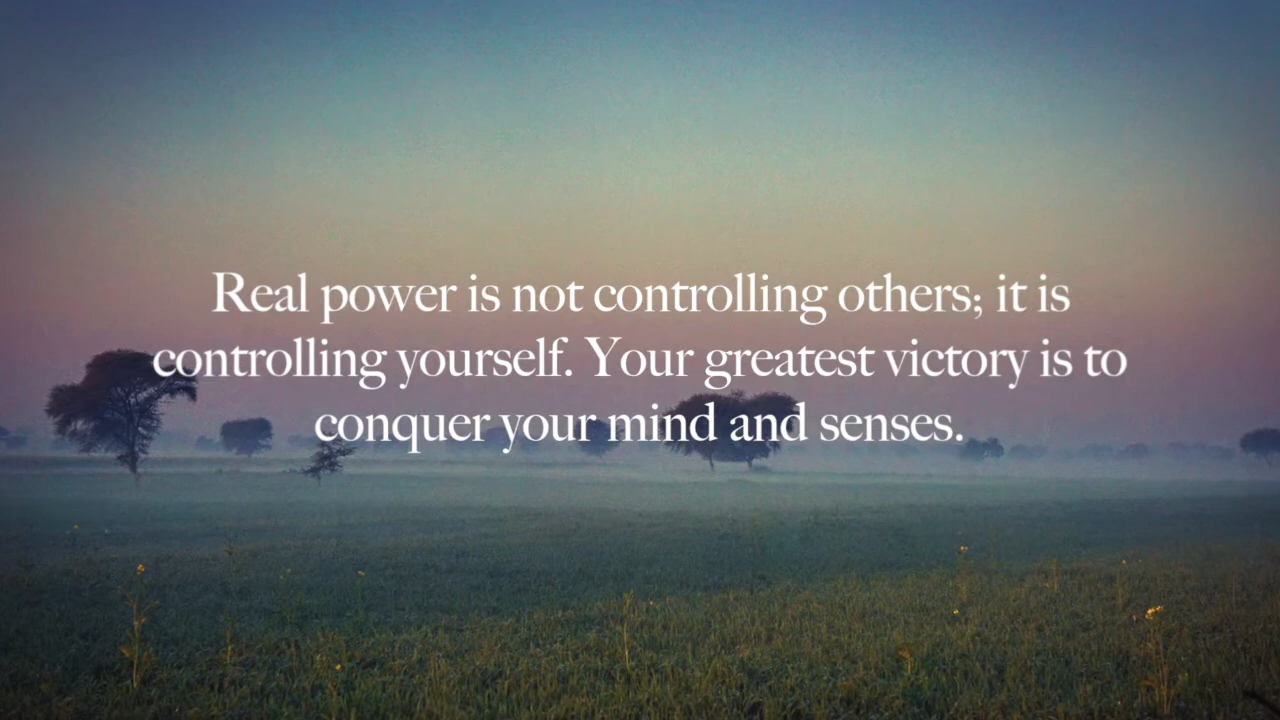 Real power is not controlling others; it is
controlling yourself. Your greatest victory is to
conquer your mind and senses.